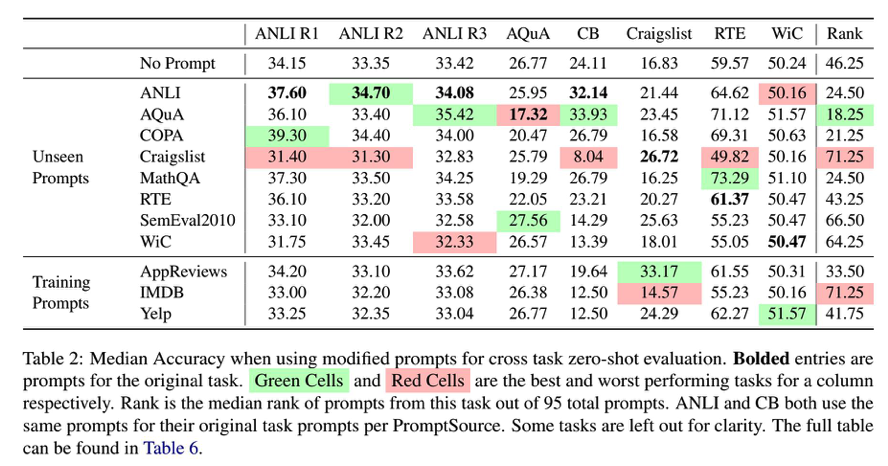 ANLI R1 ANLI R2 ANLI R3 AQuA CB Craigslist RTE WiC Rank
No Prompt 34.15 33.35 33.42 26.77 24.11 16.83 59.57 50.24 46.25
ANLI 37.60 34.70 34.08 25.95 32.14 21.44 64.62 50.16 24.50
AQuA 36.10 33.40 35.42 17.32 33.93 23.45 71.12 51.57 18.25
COPA 39.30 34.40 34.00 20.47 26.79 16.58 69.31 50.63 21.25
Unseen Prompts Craigslist 31.40 31.30 32.83 25.79 8.04 26.72 49.82 50.16 71.25
MathQA 37.30 33.50 34.25 19.29 26.79 16.25 73.29 51.10 24.50
RTE 36.10 33.20 33.58 22.05 23.21 20.27 61.37 50.47 43.25
SemEval2010 33.10 32.00 32.58 27.56 14.29 25.63 55.23 50.47 66.50
WiC 31.75 33.45 32.33 26.57 13.39 18.01 55.05 50.47 64.25
Training Prompts AppReviews 34.20 33.10 33.62 27.17 19.64 33.17 61.55 50.31 33.50
IMDB 33.00 32.20 33.08 26.38 12.50 14.57 55.23 50.16 71.25
Yelp 33.25 32.35 33.04 26.77 12.50 24.29 62.27 51.57 41.75
Table 2: Median Accuracy when using modified prompts for cross task zero-shot evaluation. Bolded entries are
prompts for the original task. Green Cells and Red Cells are the best and worst performing tasks for a column
respectively. Rank is the median rank of prompts from this task out of 95 total prompts. ANLI and CB both use the
same prompts for their original task prompts per PromptSource. Some tasks are left out for clarity. The full table
can be found in Table 6.